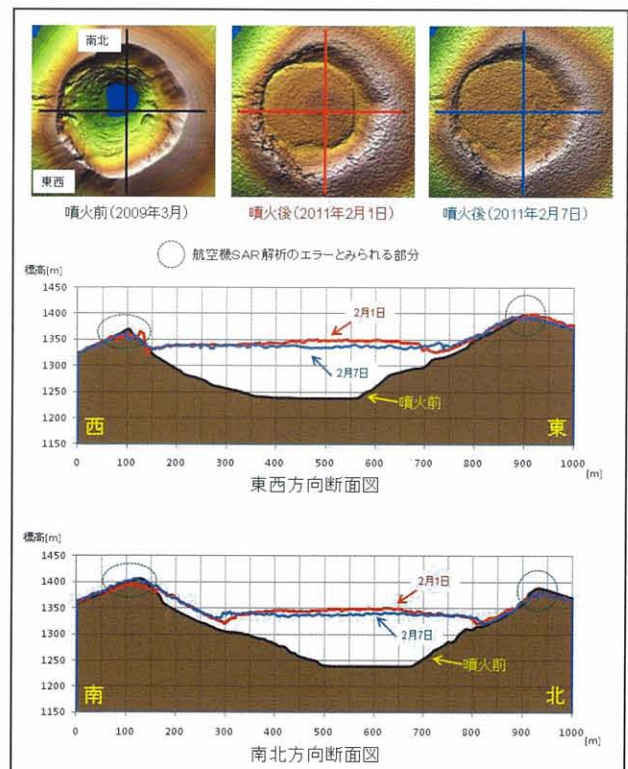 南北
東西
噴火前(2009年3月)
噴火後(2011年2月1日)
噴火後(2011年2月7日)
航空機SAR解析のエラーとみられる部分
標高[m]
1450
1400
1350
1300
1250
1200
1150
2月1日
2月7日
噴火前
西
東
0 100 200 300 400 500 600 700 800 900 1000
[m]
東西方向断面図
標高[m]
1450
1400
1350
1300
1250
1200
1150
2月1日
2月7日
噴火前
南
北
0 100 200 300 400 500 600 700 800 900 1000
[m]
南北方向断面図